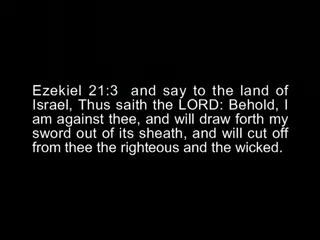 Ezekiel 21:3  and say to the land of
Israel, Thus saith the LORD: Behold, I
am against thee, and will draw forth my
sword out of its sheath, and will cut off
from thee the righteous and the wicked.